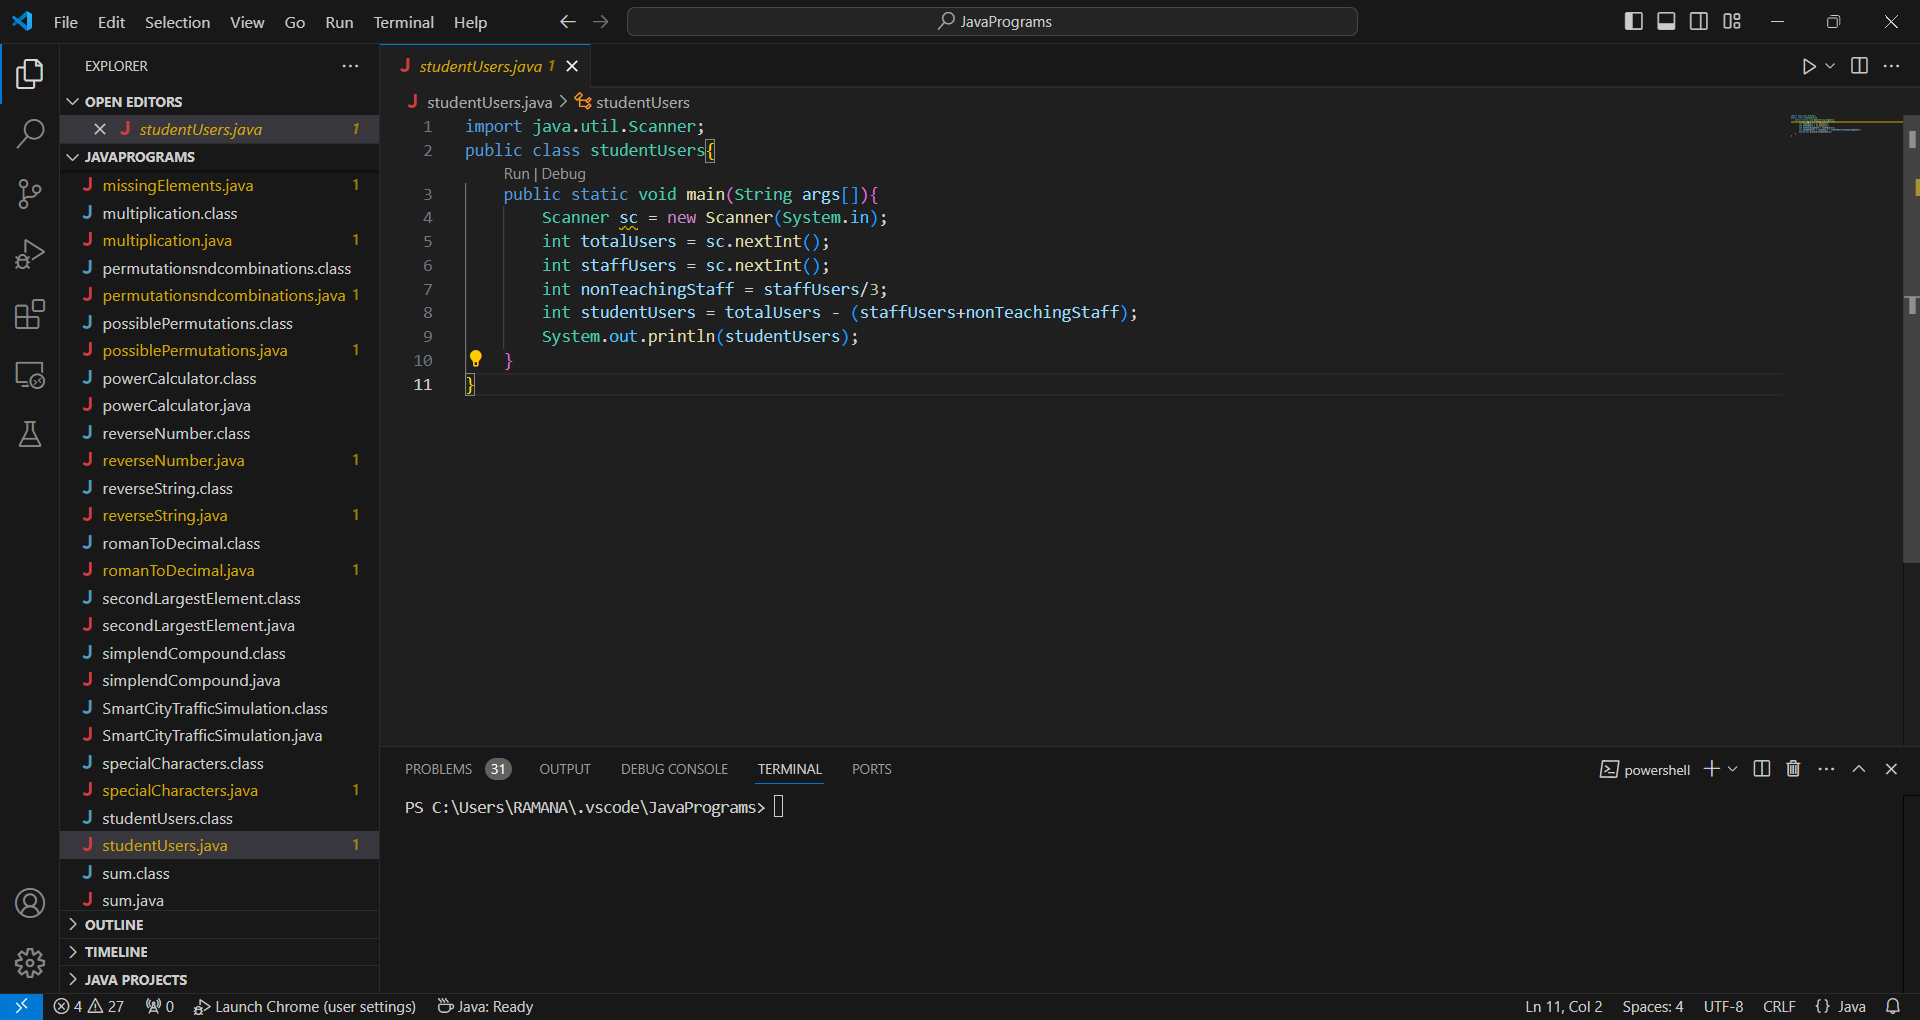 File Edit Selection View Go Run Terminal Help
JavaPrograms
EXPLORER
OPEN EDITORS
studentUsers.java 1
JAVAPROGRAMS
missingElements.java 1
multiplication.class
multiplication.java 1
permutationsndcombinations.class
permutationsndcombinations.java 1
possiblePermutations.class
possiblePermutations.java 1
powerCalculator.class
powerCalculator.java
reverseNumber.class
reverseNumber.java 1
reverseString.class
reverseString.java 1
romanToDecimal.class
romanToDecimal.java 1
secondLargestElement.class
secondLargestElement.java
simplendCompound.class
simplendCompound.java
SmartCityTrafficSimulation.class
SmartCityTrafficSimulation.java
specialCharacters.class
specialCharacters.java 1
studentUsers.class
studentUsers.java 1
sum.class
sum.java
OUTLINE
TIMELINE
JAVA PROJECTS
studentUsers.java 1
studentUsers.java > studentUsers
1 import java.util.Scanner;
2 public class studentUsers{
Run | Debug
3 public static void main(String args[]){
4 Scanner sc = new Scanner(System.in);
5 int totalUsers = sc.nextInt();
6 int staffUsers = sc.nextInt();
7 int nonTeachingStaff = staffUsers/3;
8 int studentUsers = totalUsers - (staffUsers+nonTeachingStaff);
9 System.out.println(studentUsers);
10 }
11 }
PROBLEMS 31 OUTPUT DEBUG CONSOLE TERMINAL PORTS
powershell
PS C:\Users\RAMANA\.vscode\JavaPrograms>
4 27 0 Launch Chrome (user settings) Java: Ready
Ln 11, Col 2 Spaces: 4 UTF-8 CRLF {} Java